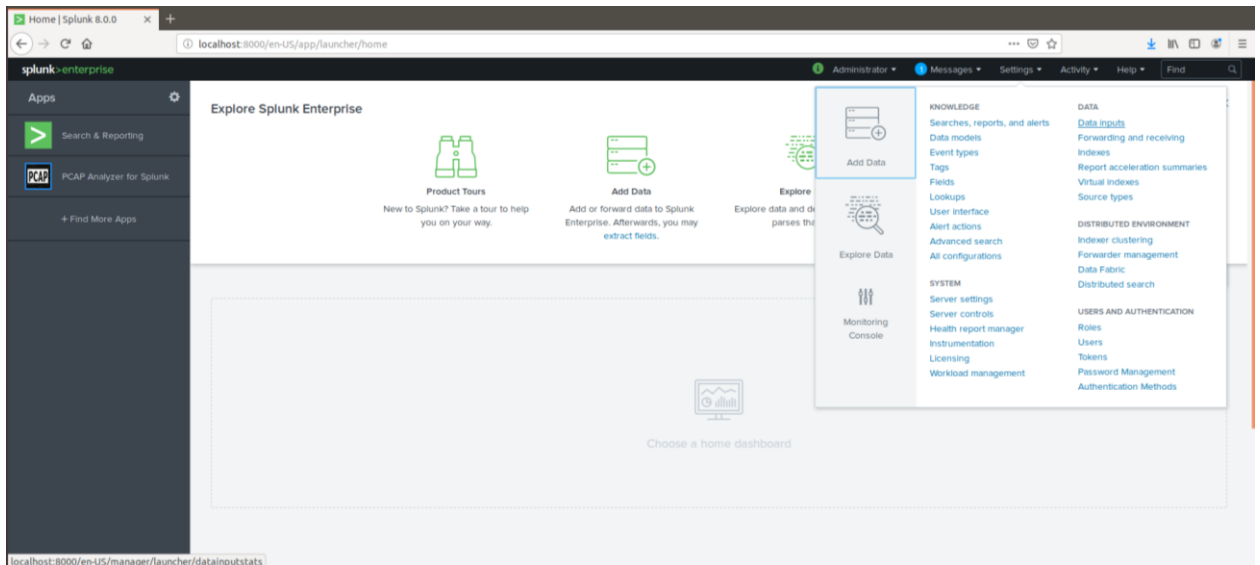 Home | Splunk 8.0.0
localhost:8000/en-US/app/launcher/home
splunk>enterprise
Administrator
1 Messages
Settings
Activity
Help
Find
Apps
Search & Reporting
PCAP
PCAP Analyzer for Splunk
+ Find More Apps
Explore Splunk Enterprise
Product Tours
New to Splunk? Take a tour to help
you on your way.
Add Data
Add or forward data to Splunk
Enterprise. Afterwards, you may
extract fields.
Explore
Explore data and
parses
Choose a home dashboard
Add Data
Explore Data
Monitoring
Console
KNOWLEDGE
Searches, reports, and alerts
Data models
Event types
Tags
Fields
Lookups
User interface
Alert actions
Advanced search
All configurations
SYSTEM
Server settings
Server controls
Health report manager
Instrumentation
Licensing
Workload management
DATA
Data inputs
Forwarding and receiving
Indexes
Report acceleration summaries
Virtual indexes
Source types
DISTRIBUTED ENVIRONMENT
Indexer clustering
Forwarder management
Data Fabric
Distributed search
USERS AND AUTHENTICATION
Roles
Users
Tokens
Password Management
Authentication Methods
localhost:8000/en-US/manager/launcher/datainputstats